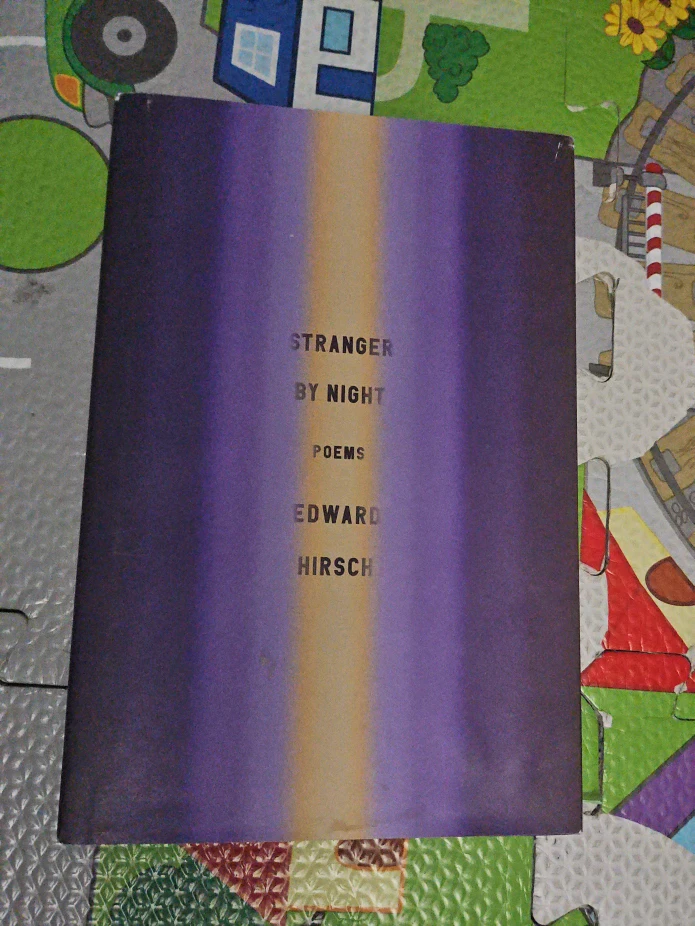 STRANGER
BY NIGHT
POEMS
EDWARD
HIRSCH